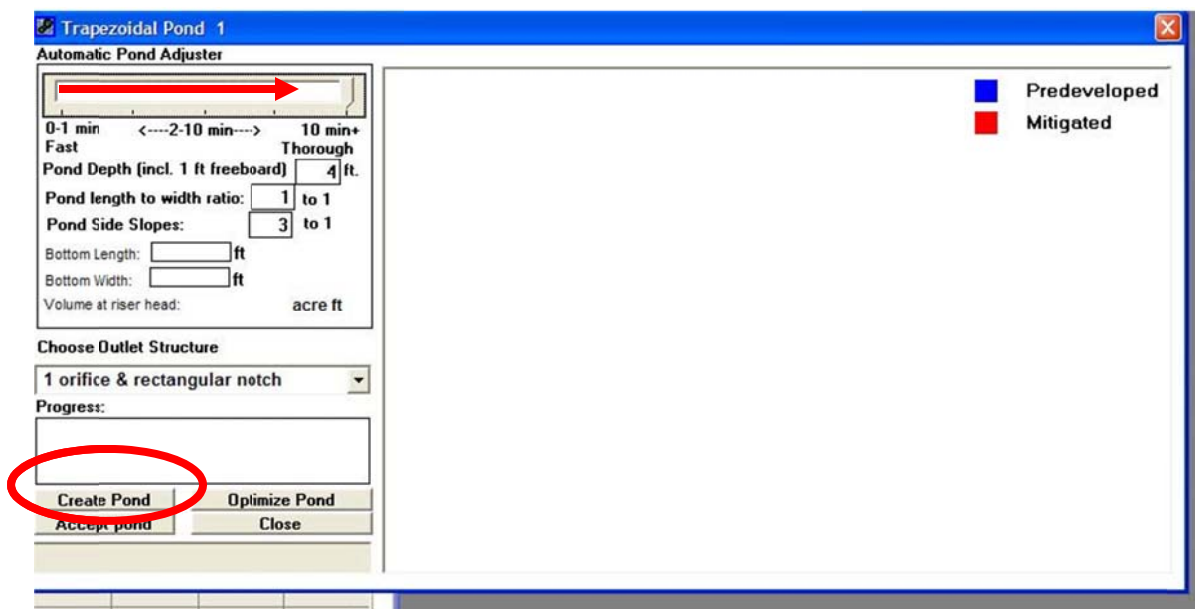 Trapezoidal Pond 1
Automatic Pond Adjuster
0-1 min <----2-10 min----> 10 min+
Fast Thorough
Pond Depth (incl. 1 ft freeboard) 4 ft.
Pond length to width ratio: 1 to 1
Pond Side Slopes: 3 to 1
Bottom Length: ft
Bottom Width: ft
Volume at riser head: acre ft
Choose Outlet Structure
1 orifice & rectangular notch
Progress:
Create Pond Optimize Pond
Accept pond Close
Predeveloped
Mitigated